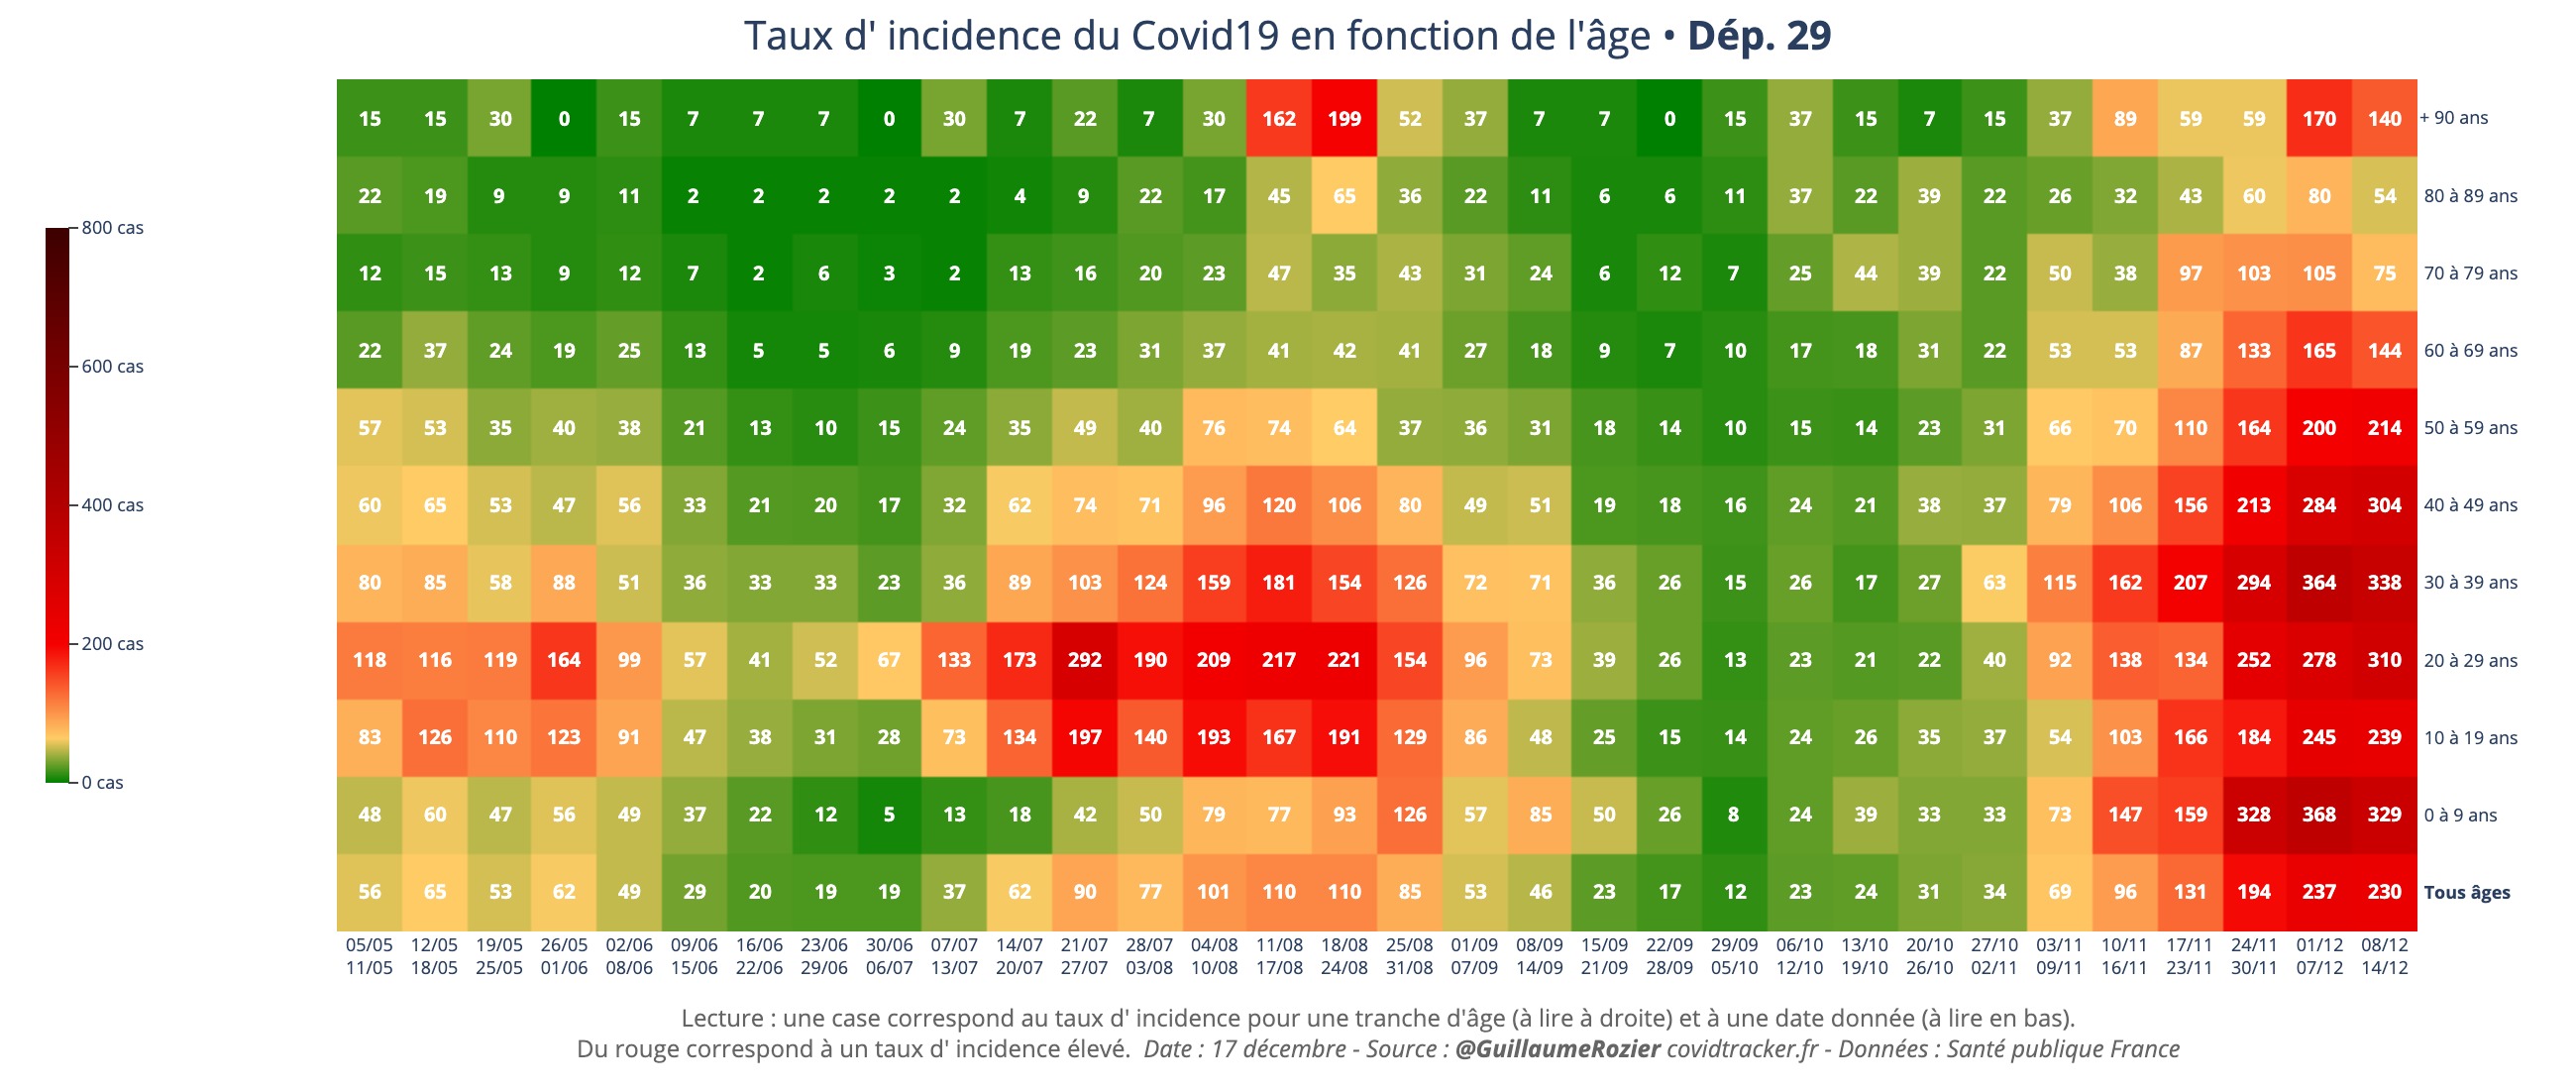 Taux d' incidence du Covid19 en fonction de l'âge • Dép. 29
15 15 30 0 15 7 7 7 0 30 7 22 7 30 162 199 52 37 7 7 0 15 37 15 7 15 37 89 59 59 170 140 + 90 ans
22 19 9 9 11 2 2 2 2 2 4 9 22 17 45 65 36 22 11 6 6 11 37 22 39 22 26 32 43 60 80 54 80 à 89 ans
800 cas
12 15 13 9 12 7 2 6 3 2 13 16 20 23 47 35 43 31 24 6 12 7 25 44 39 22 50 38 97 103 105 75 70 à 79 ans
22 37 24 19 25 13 5 5 6 9 19 23 31 37 41 42 41 27 18 9 7 10 17 18 31 22 53 53 87 133 165 144 60 à 69 ans
600 cas
57 53 35 40 38 21 13 10 15 24 35 49 40 76 74 64 37 36 31 18 14 10 15 14 23 31 66 70 110 164 200 214 50 à 59 ans
400 cas
60 65 53 47 56 33 21 20 17 32 62 74 71 96 120 106 80 49 51 19 18 16 24 21 38 37 79 106 156 213 284 304 40 à 49 ans
80 85 58 88 51 36 33 33 23 36 89 103 124 159 181 154 126 72 71 36 26 15 26 17 27 63 115 162 207 294 364 338 30 à 39 ans
200 cas
118 116 119 164 99 57 41 52 67 133 173 292 190 209 217 221 154 96 73 39 26 13 23 21 22 40 92 138 134 252 278 310 20 à 29 ans
83 126 110 123 91 47 38 31 28 73 134 197 140 193 167 191 129 86 48 25 15 14 24 26 35 37 54 103 166 184 245 239 10 à 19 ans
0 cas
48 60 47 56 49 37 22 12 5 13 18 42 50 79 77 93 126 57 85 50 26 8 24 39 33 33 73 147 159 328 368 329 0 à 9 ans
56 65 53 62 49 29 20 19 19 37 62 90 77 101 110 110 85 53 46 23 17 12 23 24 31 34 69 96 131 194 237 230 Tous âges
05/05 12/05 19/05 26/05 02/06 09/06 16/06 23/06 30/06 07/07 14/07 21/07 28/07 04/08 11/08 18/08 25/08 01/09 08/09 15/09 22/09 29/09 06/10 13/10 20/10 27/10 03/11 10/11 17/11 24/11 01/12 08/12
11/05 18/05 25/05 01/06 08/06 15/06 22/06 29/06 06/07 13/07 20/07 27/07 03/08 10/08 17/08 24/08 31/08 07/09 14/09 21/09 28/09 05/10 12/10 19/10 26/10 02/11 09/11 16/11 23/11 30/11 07/12 14/12
Lecture : une case correspond au taux d' incidence pour une tranche d'âge (à lire à droite) et à une date donnée (à lire en bas).
Du rouge correspond à un taux d' incidence élevé. Date : 17 décembre - Source : @GuillaumeRozier covidtracker.fr - Données : Santé publique France